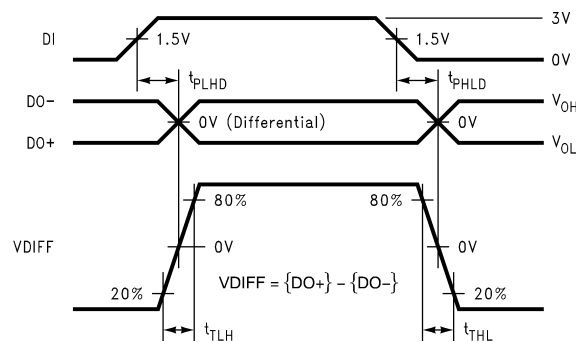 3V
DI
1.5V
1.5V
0V
tPLHD
tPHLD
DO−
VOH
0V (Differential)
0V
DO+
VOL
80%
80%
VDIFF
0V
0V
VDIFF = {DO+} – {DO–}
20%
20%
tTLH
tTHL